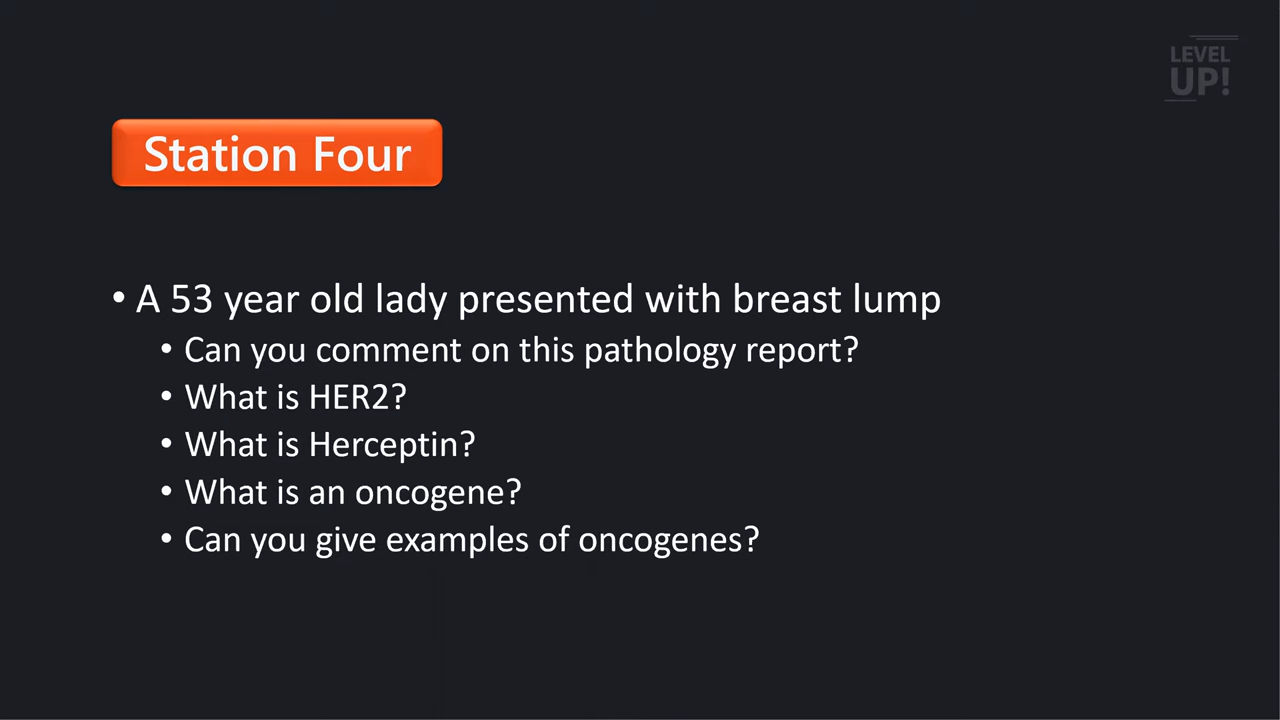 LEVEL
UP!
Station Four
• A 53 year old lady presented with breast lump
• Can you comment on this pathology report?
• What is HER2?
• What is Herceptin?
• What is an oncogene?
• Can you give examples of oncogenes?